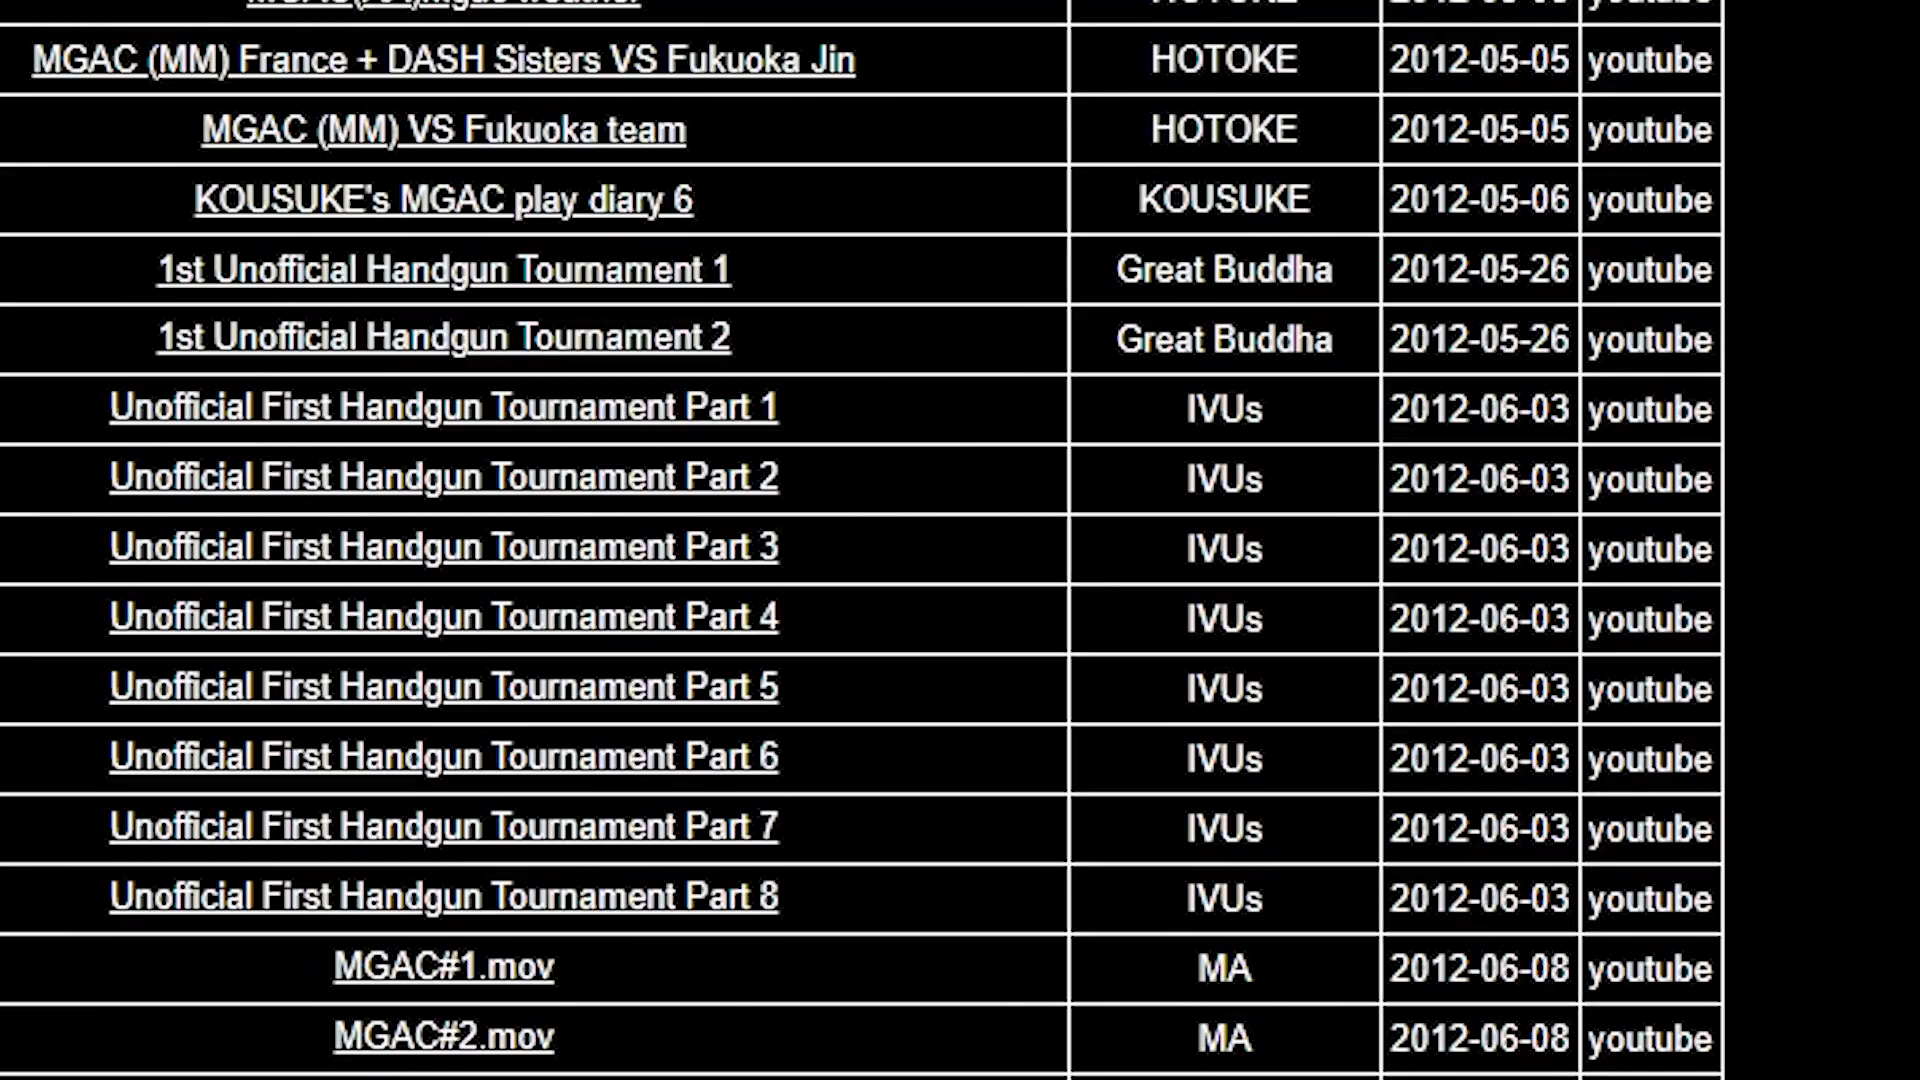 MGAC (MM) France + DASH Sisters VS Fukuoka Jin HOTOKE 2012-05-05 youtube
MGAC (MM) VS Fukuoka team HOTOKE 2012-05-05 youtube
KOUSUKE's MGAC play diary 6 KOUSUKE 2012-05-06 youtube
1st Unofficial Handgun Tournament 1 Great Buddha 2012-05-26 youtube
1st Unofficial Handgun Tournament 2 Great Buddha 2012-05-26 youtube
Unofficial First Handgun Tournament Part 1 IVUs 2012-06-03 youtube
Unofficial First Handgun Tournament Part 2 IVUs 2012-06-03 youtube
Unofficial First Handgun Tournament Part 3 IVUs 2012-06-03 youtube
Unofficial First Handgun Tournament Part 4 IVUs 2012-06-03 youtube
Unofficial First Handgun Tournament Part 5 IVUs 2012-06-03 youtube
Unofficial First Handgun Tournament Part 6 IVUs 2012-06-03 youtube
Unofficial First Handgun Tournament Part 7 IVUs 2012-06-03 youtube
Unofficial First Handgun Tournament Part 8 IVUs 2012-06-03 youtube
MGAC#1.mov MA 2012-06-08 youtube
MGAC#2.mov MA 2012-06-08 youtube